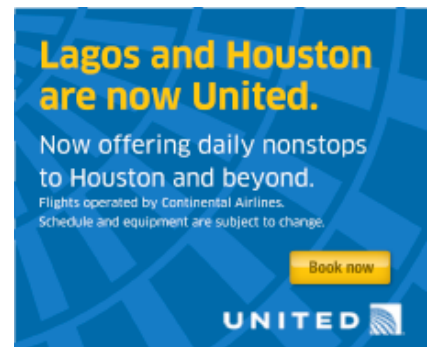 Lagos and Houston
are now United.
Now offering daily nonstops
to Houston and beyond.
Flights operated by Continental Airlines.
Schedule and equipment are subject to change.
Book now
UNITED